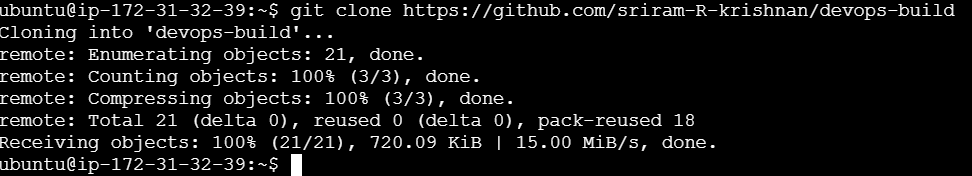 ubuntu@ip-172-31-32-39:~$ git clone https://github.com/sriram-R-krishnan/devops-build
Cloning into 'devops-build'...
remote: Enumerating objects: 21, done.
remote: Counting objects: 100% (3/3), done.
remote: Compressing objects: 100% (3/3), done.
remote: Total 21 (delta 0), reused 0 (delta 0), pack-reused 18
Receiving objects: 100% (21/21), 720.09 KiB | 15.00 MiB/s, done.
ubuntu@ip-172-31-32-39:~$